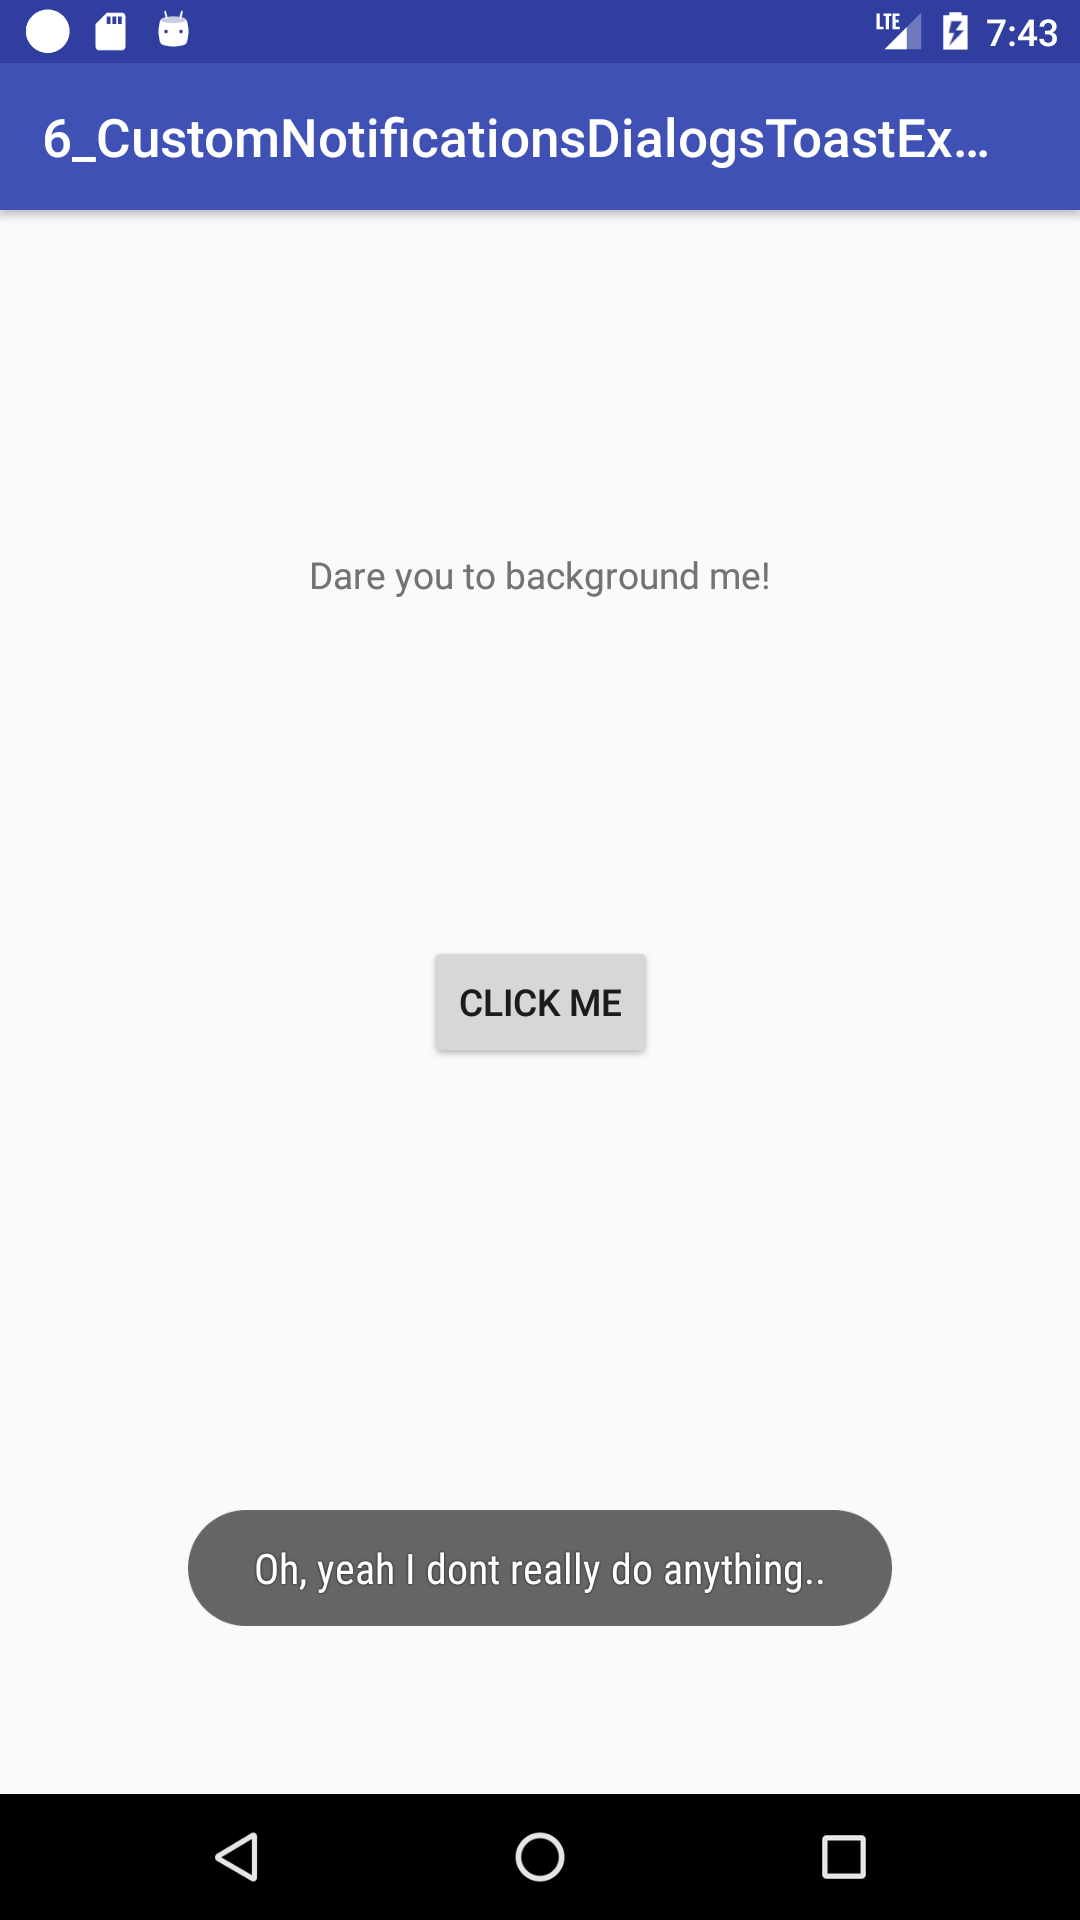 LTE 7:43
6_CustomNotificationsDialogsToastEx...
Dare you to background me!
CLICK ME
Oh, yeah I dont really do anything..